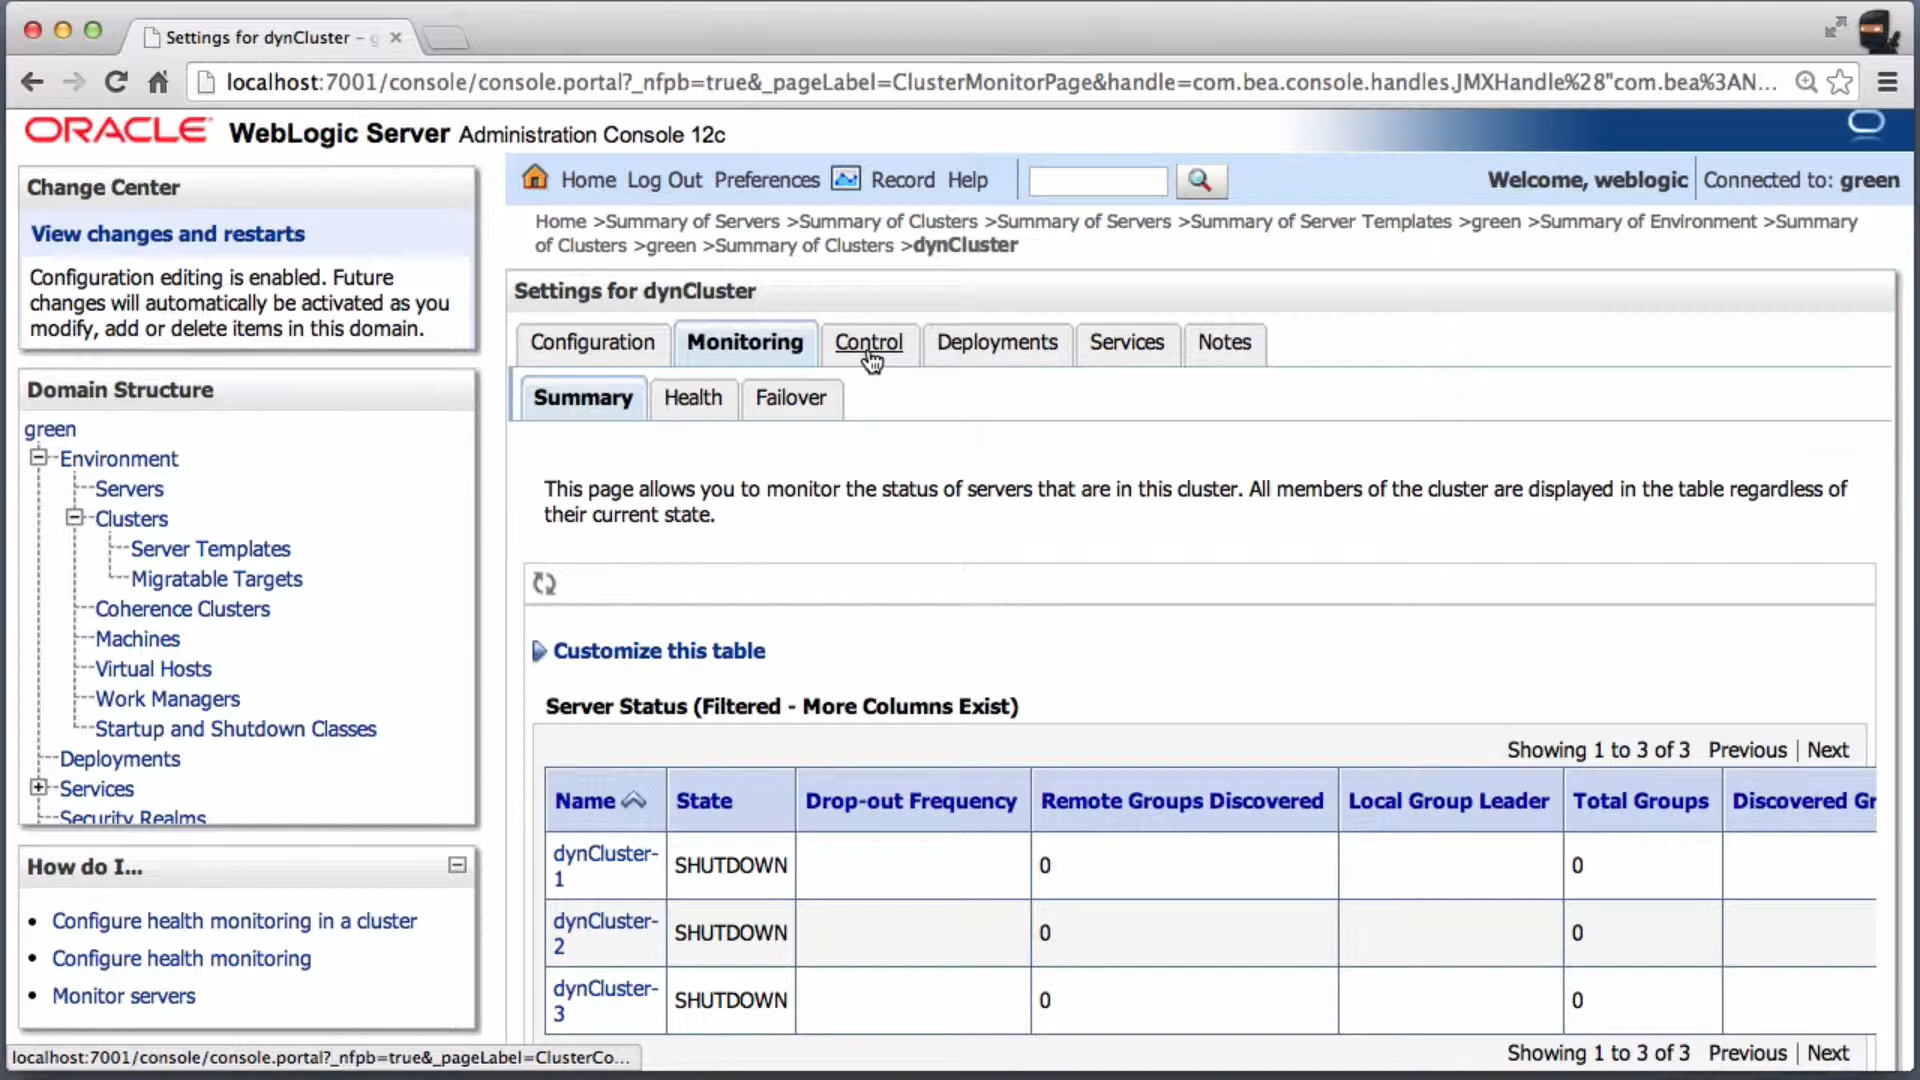 Settings for dynCluster - g
localhost:7001/console/console.portal?_nfpb=true&_pageLabel=ClusterMonitorPage&handle=com.bea.console.handles.JMXHandle%28"com.bea%3AN...
ORACLE WebLogic Server Administration Console 12c
Change Center
View changes and restarts
Configuration editing is enabled. Future
changes will automatically be activated as you
modify, add or delete items in this domain.
Domain Structure
green
Environment
Servers
Clusters
Server Templates
Migratable Targets
Coherence Clusters
Machines
Virtual Hosts
Work Managers
Startup and Shutdown Classes
Deployments
Services
Security Realms
How do I...
Configure health monitoring in a cluster
Configure health monitoring
Monitor servers
localhost:7001/console/console.portal?_nfpb=true&_pageLabel=ClusterCo...
Home Log Out Preferences Record Help
Welcome, weblogic Connected to: green
Home >Summary of Servers >Summary of Clusters >Summary of Servers >Summary of Server Templates >green >Summary of Environment >Summary
of Clusters >green >Summary of Clusters >dynCluster
Settings for dynCluster
Configuration Monitoring Control Deployments Services Notes
Summary Health Failover
This page allows you to monitor the status of servers that are in this cluster. All members of the cluster are displayed in the table regardless of
their current state.
Customize this table
Server Status (Filtered - More Columns Exist)
Showing 1 to 3 of 3 Previous | Next
Name State Drop-out Frequency Remote Groups Discovered Local Group Leader Total Groups Discovered Gr
dynCluster-
1 SHUTDOWN 0 0
dynCluster-
2 SHUTDOWN 0 0
dynCluster-
3 SHUTDOWN 0 0
Showing 1 to 3 of 3 Previous | Next